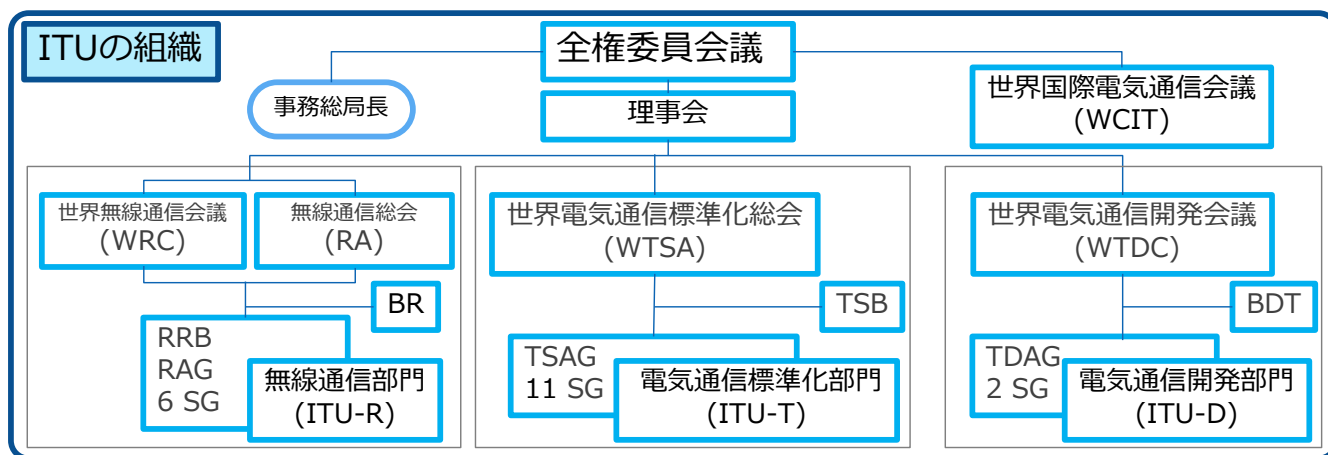 ITUの組織
全権委員会議
事務総局長
理事会
世界国際電気通信会議
(WCIT)
世界無線通信会議
(WRC)
無線通信総会
(RA)
BR
RRB
RAG
6 SG
無線通信部門
(ITU-R)
世界電気通信標準化総会
(WTSA)
TSB
TSAG
11 SG
電気通信標準化部門
(ITU-T)
世界電気通信開発会議
(WTDC)
BDT
TDAG
2 SG
電気通信開発部門
(ITU-D)